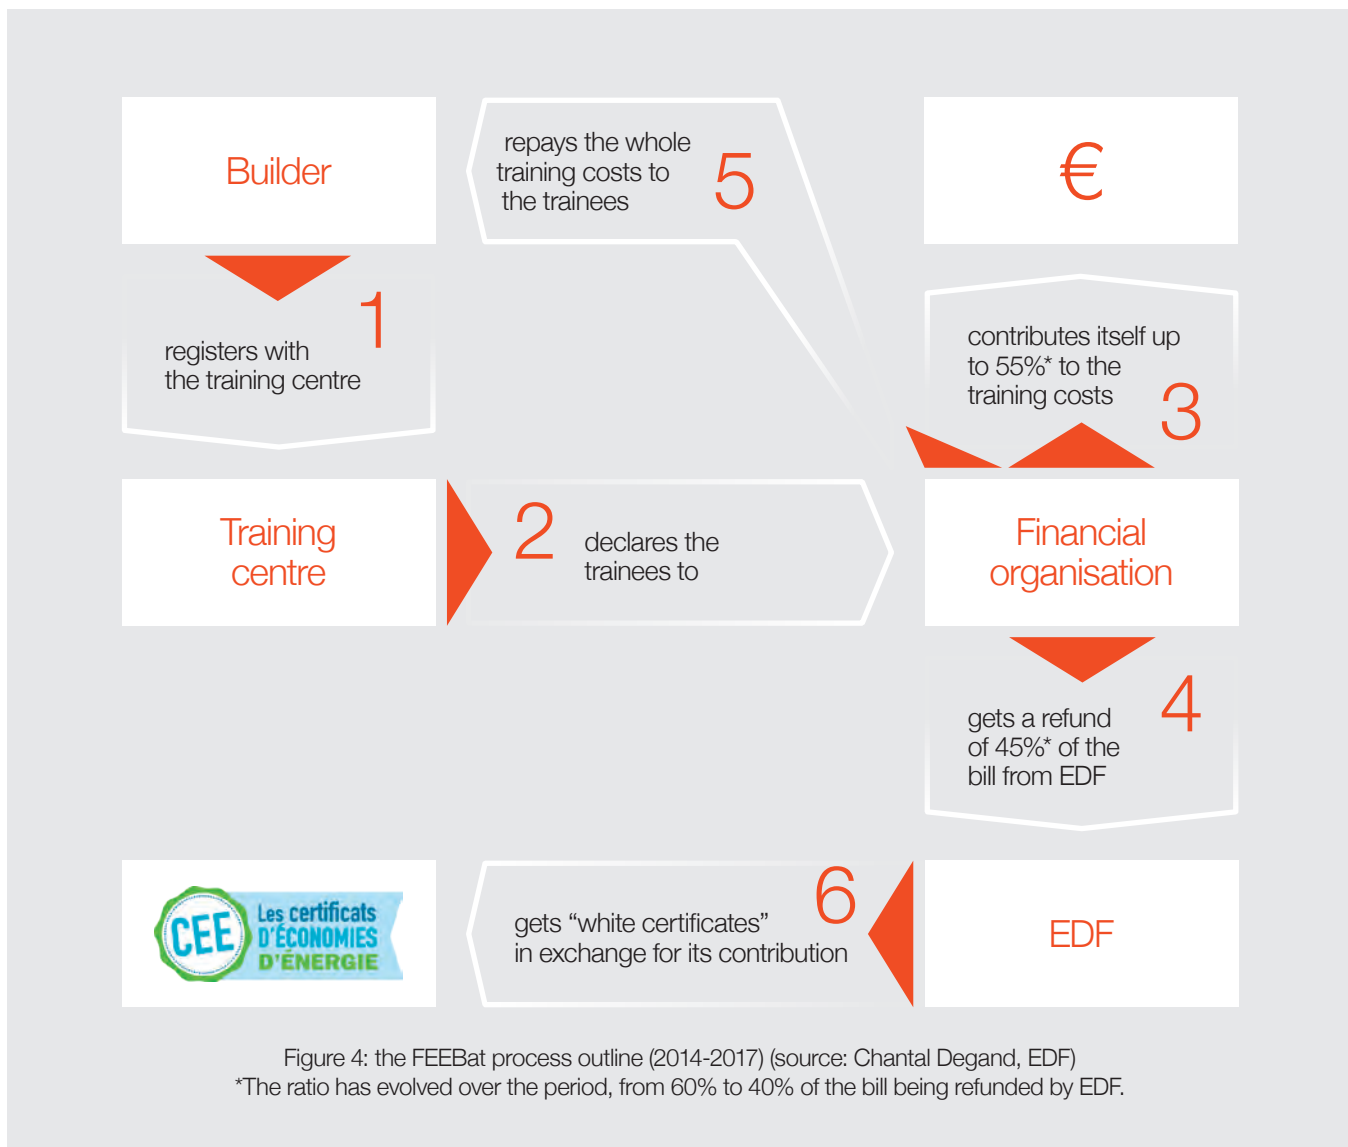 Builder
1
registers with
the training centre
repays the whole
training costs to
the trainees
5
€
contributes itself up
to 55%* to the
training costs
3
Training
centre
2
declares the
trainees to
Financial
organisation
4
gets a refund
of 45%* of the
bill from EDF
CEE
Les certificats
D'ÉCONOMIES
D'ÉNERGIE
6
gets “white certificates”
in exchange for its contribution
EDF
Figure 4: the FEEBat process outline (2014-2017) (source: Chantal Degand, EDF)
*The ratio has evolved over the period, from 60% to 40% of the bill being refunded by EDF.